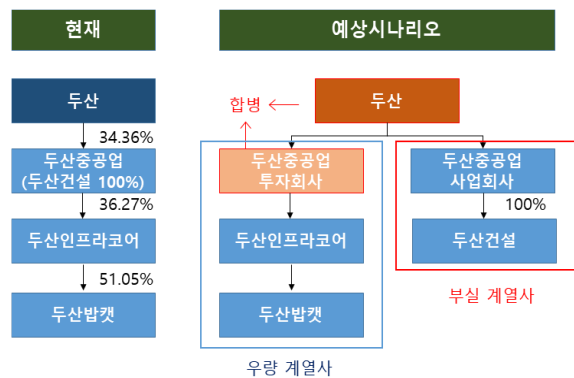 현재
두산
34.36%
두산중공업
(두산건설 100%)
36.27%
두산인프라코어
51.05%
두산밥캣
예상시나리오
합병
두산
두산중공업
투자회사
두산인프라코어
두산밥캣
우량 계열사
두산중공업
사업회사
100%
두산건설
부실 계열사